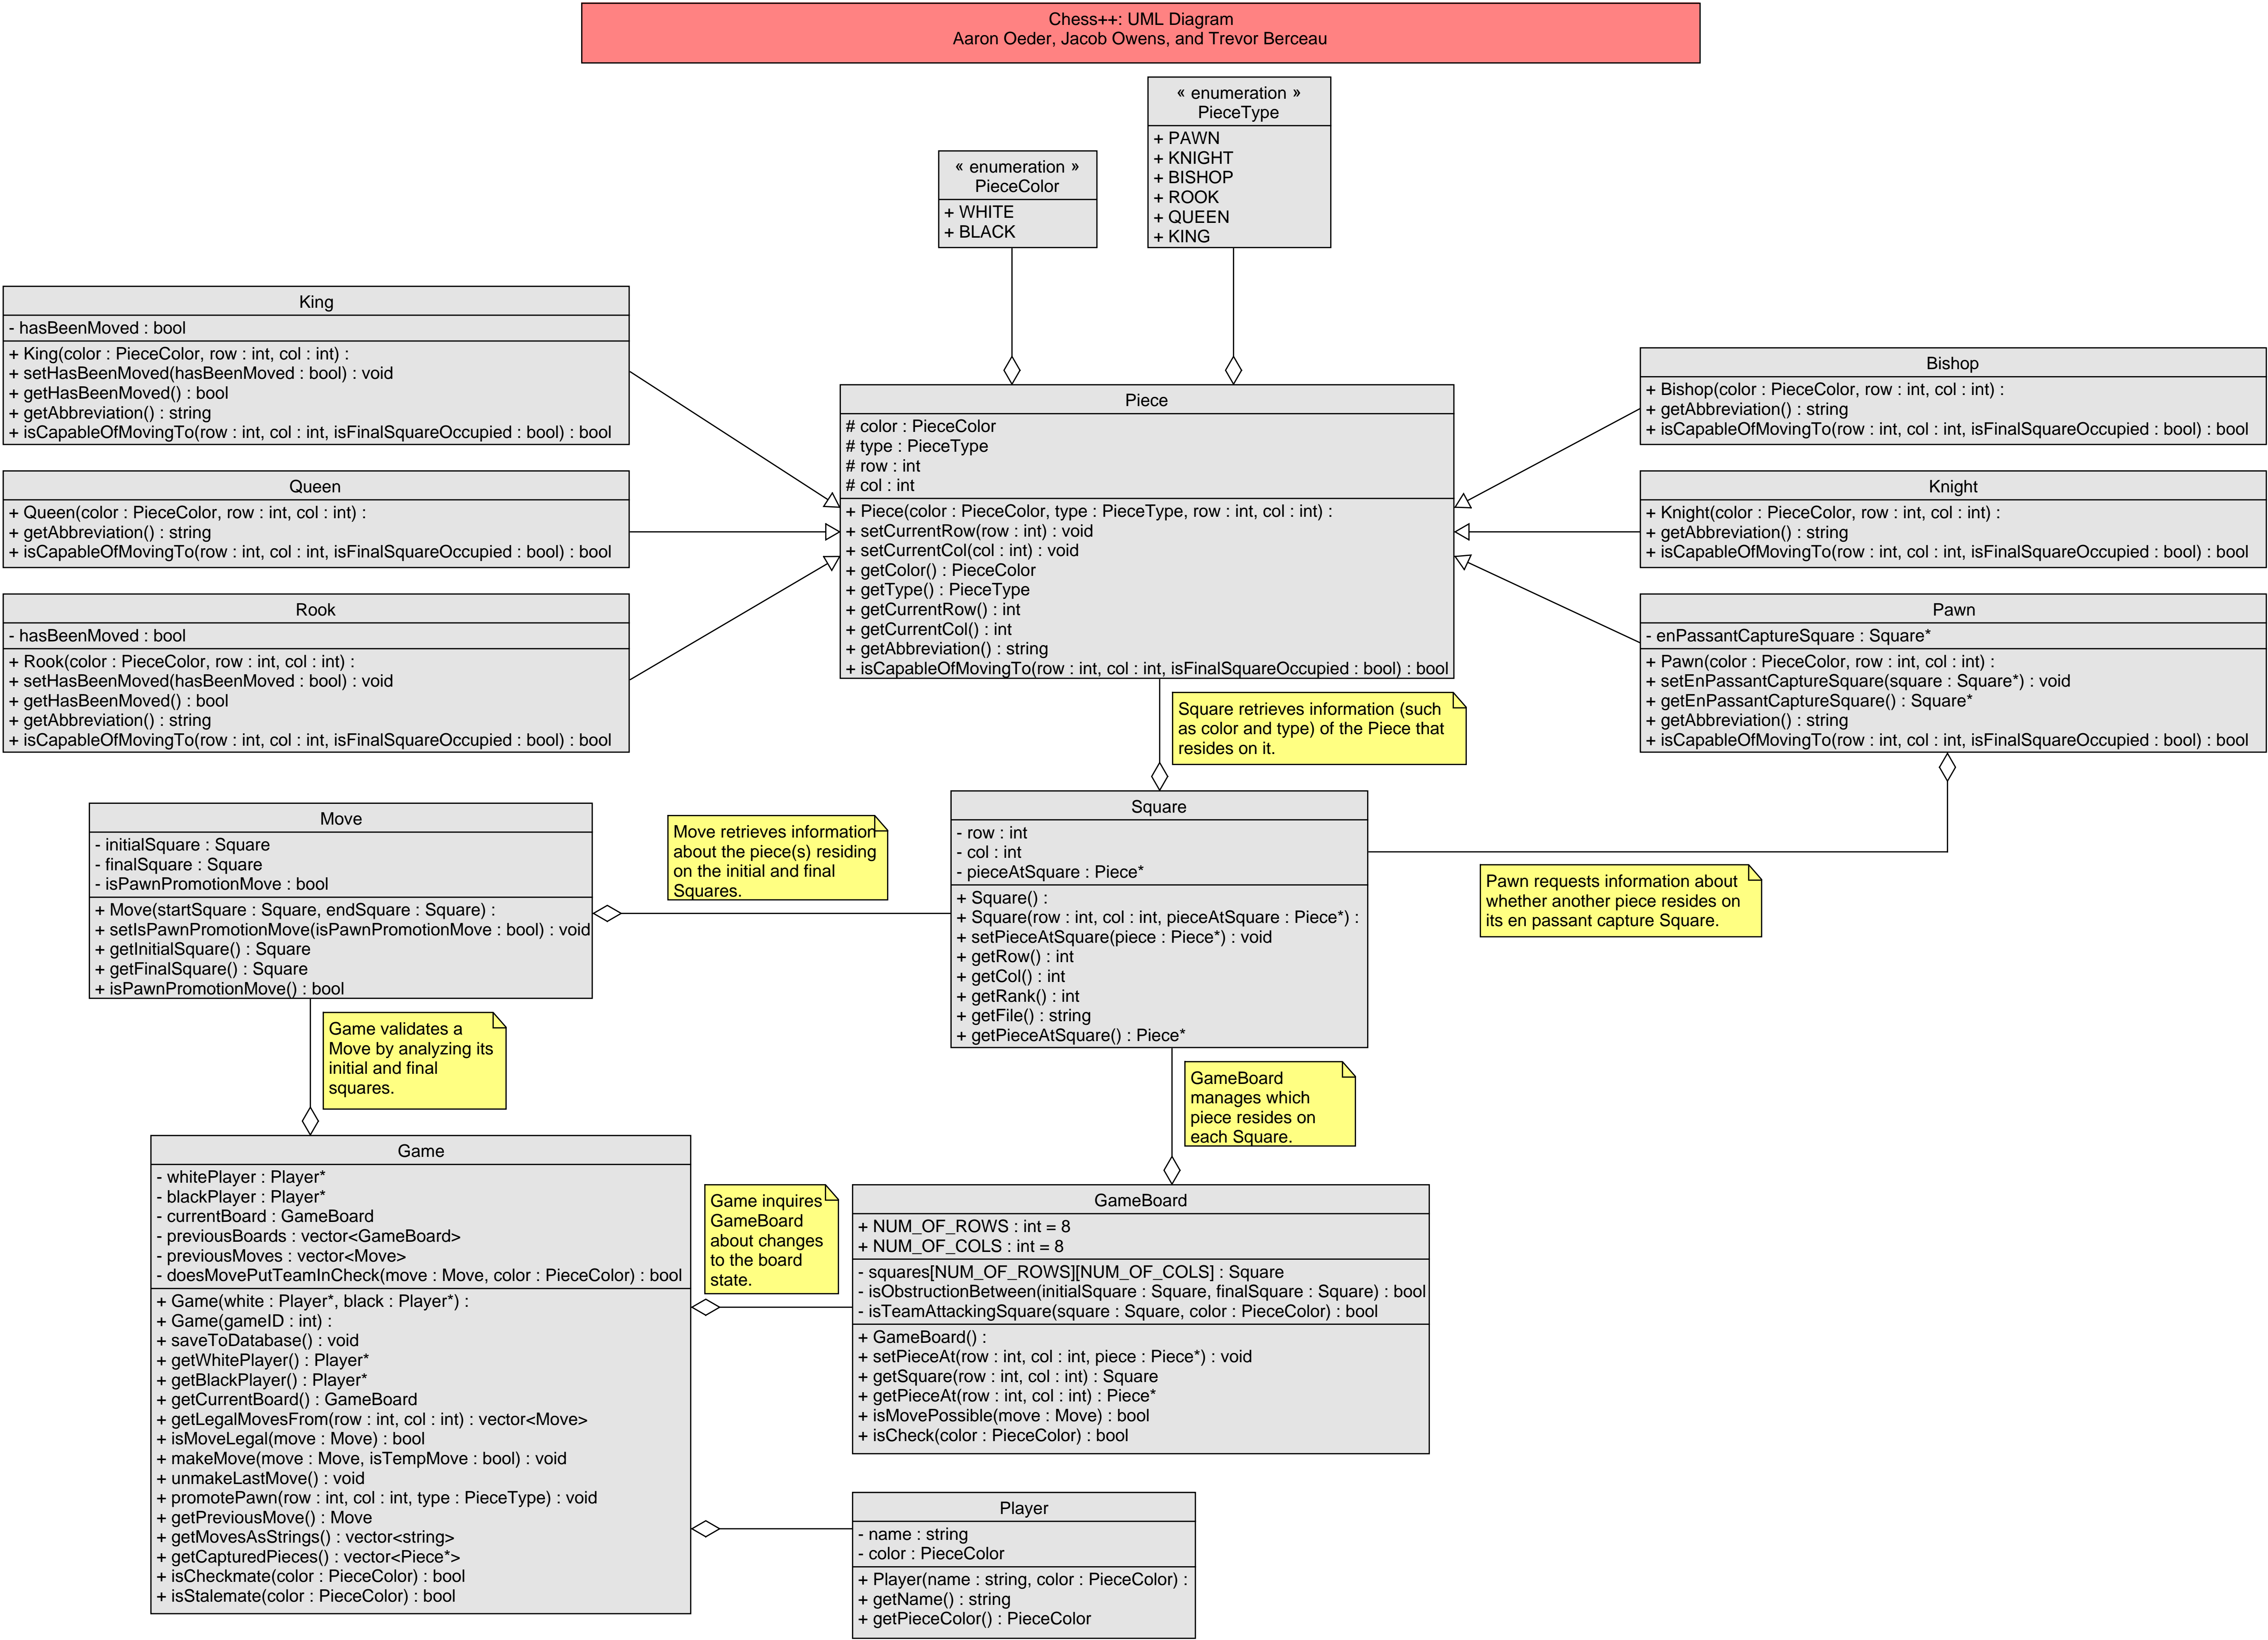 Chess++: UML Diagram
Aaron Oeder, Jacob Owens, and Trevor Berceau
« enumeration »
PieceType
+ PAWN
+ KNIGHT
+ BISHOP
+ ROOK
+ QUEEN
+ KING
« enumeration »
PieceColor
+ WHITE
+ BLACK
King
- hasBeenMoved : bool
+ King(color : PieceColor, row : int, col : int) :
+ setHasBeenMoved(hasBeenMoved : bool) : void
+ getHasBeenMoved() : bool
+ getAbbreviation() : string
+ isCapableOfMovingTo(row : int, col : int, isFinalSquareOccupied : bool) : bool
Queen
+ Queen(color : PieceColor, row : int, col : int) :
+ getAbbreviation() : string
+ isCapableOfMovingTo(row : int, col : int, isFinalSquareOccupied : bool) : bool
Rook
- hasBeenMoved : bool
+ Rook(color : PieceColor, row : int, col : int) :
+ setHasBeenMoved(hasBeenMoved : bool) : void
+ getHasBeenMoved() : bool
+ getAbbreviation() : string
+ isCapableOfMovingTo(row : int, col : int, isFinalSquareOccupied : bool) : bool
Piece
# color : PieceColor
# type : PieceType
# row : int
# col : int
+ Piece(color : PieceColor, type : PieceType, row : int, col : int) :
+ setCurrentRow(row : int) : void
+ setCurrentCol(col : int) : void
+ getColor() : PieceColor
+ getType() : PieceType
+ getCurrentRow() : int
+ getCurrentCol() : int
+ getAbbreviation() : string
+ isCapableOfMovingTo(row : int, col : int, isFinalSquareOccupied : bool) : bool
Bishop
+ Bishop(color : PieceColor, row : int, col : int) :
+ getAbbreviation() : string
+ isCapableOfMovingTo(row : int, col : int, isFinalSquareOccupied : bool) : bool
Knight
+ Knight(color : PieceColor, row : int, col : int) :
+ getAbbreviation() : string
+ isCapableOfMovingTo(row : int, col : int, isFinalSquareOccupied : bool) : bool
Pawn
- enPassantCaptureSquare : Square*
+ Pawn(color : PieceColor, row : int, col : int) :
+ setEnPassantCaptureSquare(square : Square*) : void
+ getEnPassantCaptureSquare() : Square*
+ getAbbreviation() : string
+ isCapableOfMovingTo(row : int, col : int, isFinalSquareOccupied : bool) : bool
Square retrieves information (such
as color and type) of the Piece that
resides on it.
Move
- initialSquare : Square
- finalSquare : Square
- isPawnPromotionMove : bool
+ Move(startSquare : Square, endSquare : Square) :
+ setIsPawnPromotionMove(isPawnPromotionMove : bool) : void
+ getInitialSquare() : Square
+ getFinalSquare() : Square
+ isPawnPromotionMove() : bool
Move retrieves information
about the piece(s) residing
on the initial and final
Squares.
Square
- row : int
- col : int
- pieceAtSquare : Piece*
+ Square() :
+ Square(row : int, col : int, pieceAtSquare : Piece*) :
+ setPieceAtSquare(piece : Piece*) : void
+ getRow() : int
+ getCol() : int
+ getRank() : int
+ getFile() : string
+ getPieceAtSquare() : Piece*
Pawn requests information about
whether another piece resides on
its en passant capture Square.
Game validates a
Move by analyzing its
initial and final
squares.
GameBoard
manages which
piece resides on
each Square.
Game
- whitePlayer : Player*
- blackPlayer : Player*
- currentBoard : GameBoard
- previousBoards : vector<GameBoard>
- previousMoves : vector<Move>
- doesMovePutTeamInCheck(move : Move, color : PieceColor) : bool
+ Game(white : Player*, black : Player*) :
+ Game(gameID : int) :
+ saveToDatabase() : void
+ getWhitePlayer() : Player*
+ getBlackPlayer() : Player*
+ getCurrentBoard() : GameBoard
+ getLegalMovesFrom(row : int, col : int) : vector<Move>
+ isMoveLegal(move : Move) : bool
+ makeMove(move : Move, isTempMove : bool) : void
+ unmakeLastMove() : void
+ promotePawn(row : int, col : int, type : PieceType) : void
+ getPreviousMove() : Move
+ getMovesAsStrings() : vector<string>
+ getCapturedPieces() : vector<Piece*>
+ isCheckmate(color : PieceColor) : bool
+ isStalemate(color : PieceColor) : bool
Game inquires
GameBoard
about changes
to the board
state.
GameBoard
+ NUM_OF_ROWS : int = 8
+ NUM_OF_COLS : int = 8
- squares[NUM_OF_ROWS][NUM_OF_COLS] : Square
- isObstructionBetween(initialSquare : Square, finalSquare : Square) : bool
- isTeamAttackingSquare(square : Square, color : PieceColor) : bool
+ GameBoard() :
+ setPieceAt(row : int, col : int, piece : Piece*) : void
+ getSquare(row : int, col : int) : Square
+ getPieceAt(row : int, col : int) : Piece*
+ isMovePossible(move : Move) : bool
+ isCheck(color : PieceColor) : bool
Player
- name : string
- color : PieceColor
+ Player(name : string, color : PieceColor) :
+ getName() : string
+ getPieceColor() : PieceColor